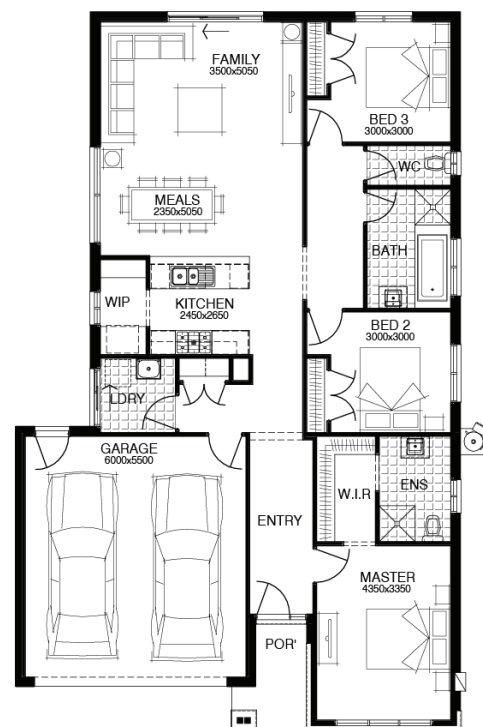 FAMILY
3500x5050
BED 3
3000x3000
WC
MEALS
2350x5050
BATH
WIP
KITCHEN
2450x2650
BED 2
3000x3000
LDRY
GARAGE
6000x5500
W.I.R
ENS
ENTRY
MASTER
4350x3350
POR'